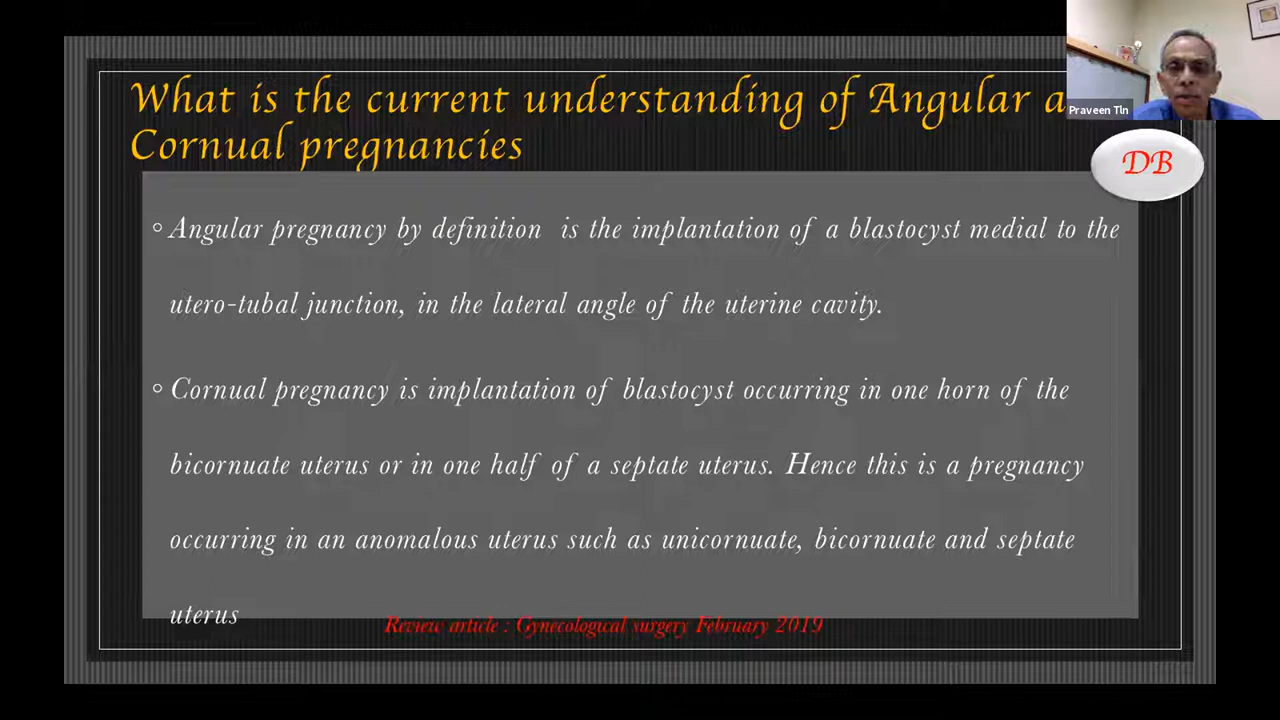 What is the current understanding of Angular a
Cornual pregnancies
Praveen Tln
DB
Angular pregnancy by definition is the implantation of a blastocyst medial to the
utero-tubal junction, in the lateral angle of the uterine cavity.
Cornual pregnancy is implantation of blastocyst occurring in one horn of the
bicornuate uterus or in one half of a septate uterus. Hence this is a pregnancy
occurring in an anomalous uterus such as unicornuate, bicornuate and septate
uterus
Review article : Gynecological surgery February 2019